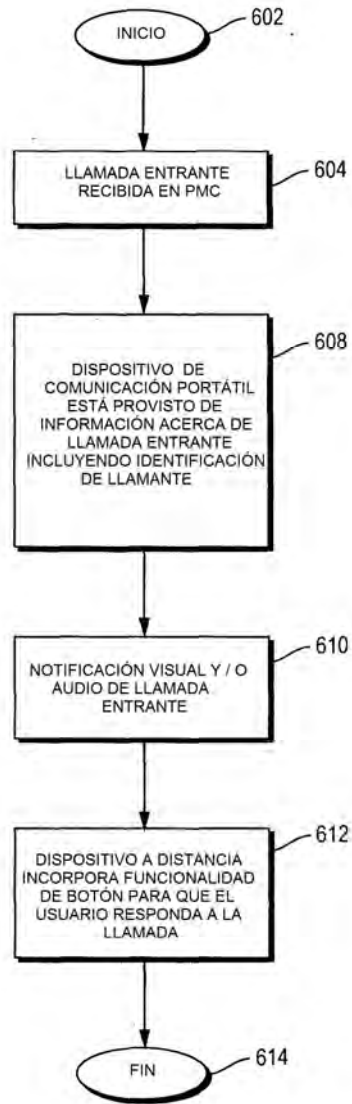 INICIO
602
LLAMADA ENTRANTE
RECIBIDA EN PMC
604
DISPOSITIVO DE
COMUNICACIÓN PORTÁTIL
ESTÁ PROVISTO DE
INFORMACIÓN ACERCA DE
LLAMADA ENTRANTE
INCLUYENDO IDENTIFICACIÓN
DE LLAMANTE
608
NOTIFICACIÓN VISUAL Y / O
AUDIO DE LLAMADA
ENTRANTE
610
DISPOSITIVO A DISTANCIA
INCORPORA FUNCIONALIDAD
DE BOTÓN PARA QUE EL
USUARIO RESPONDA A LA
LLAMADA
612
FIN
614